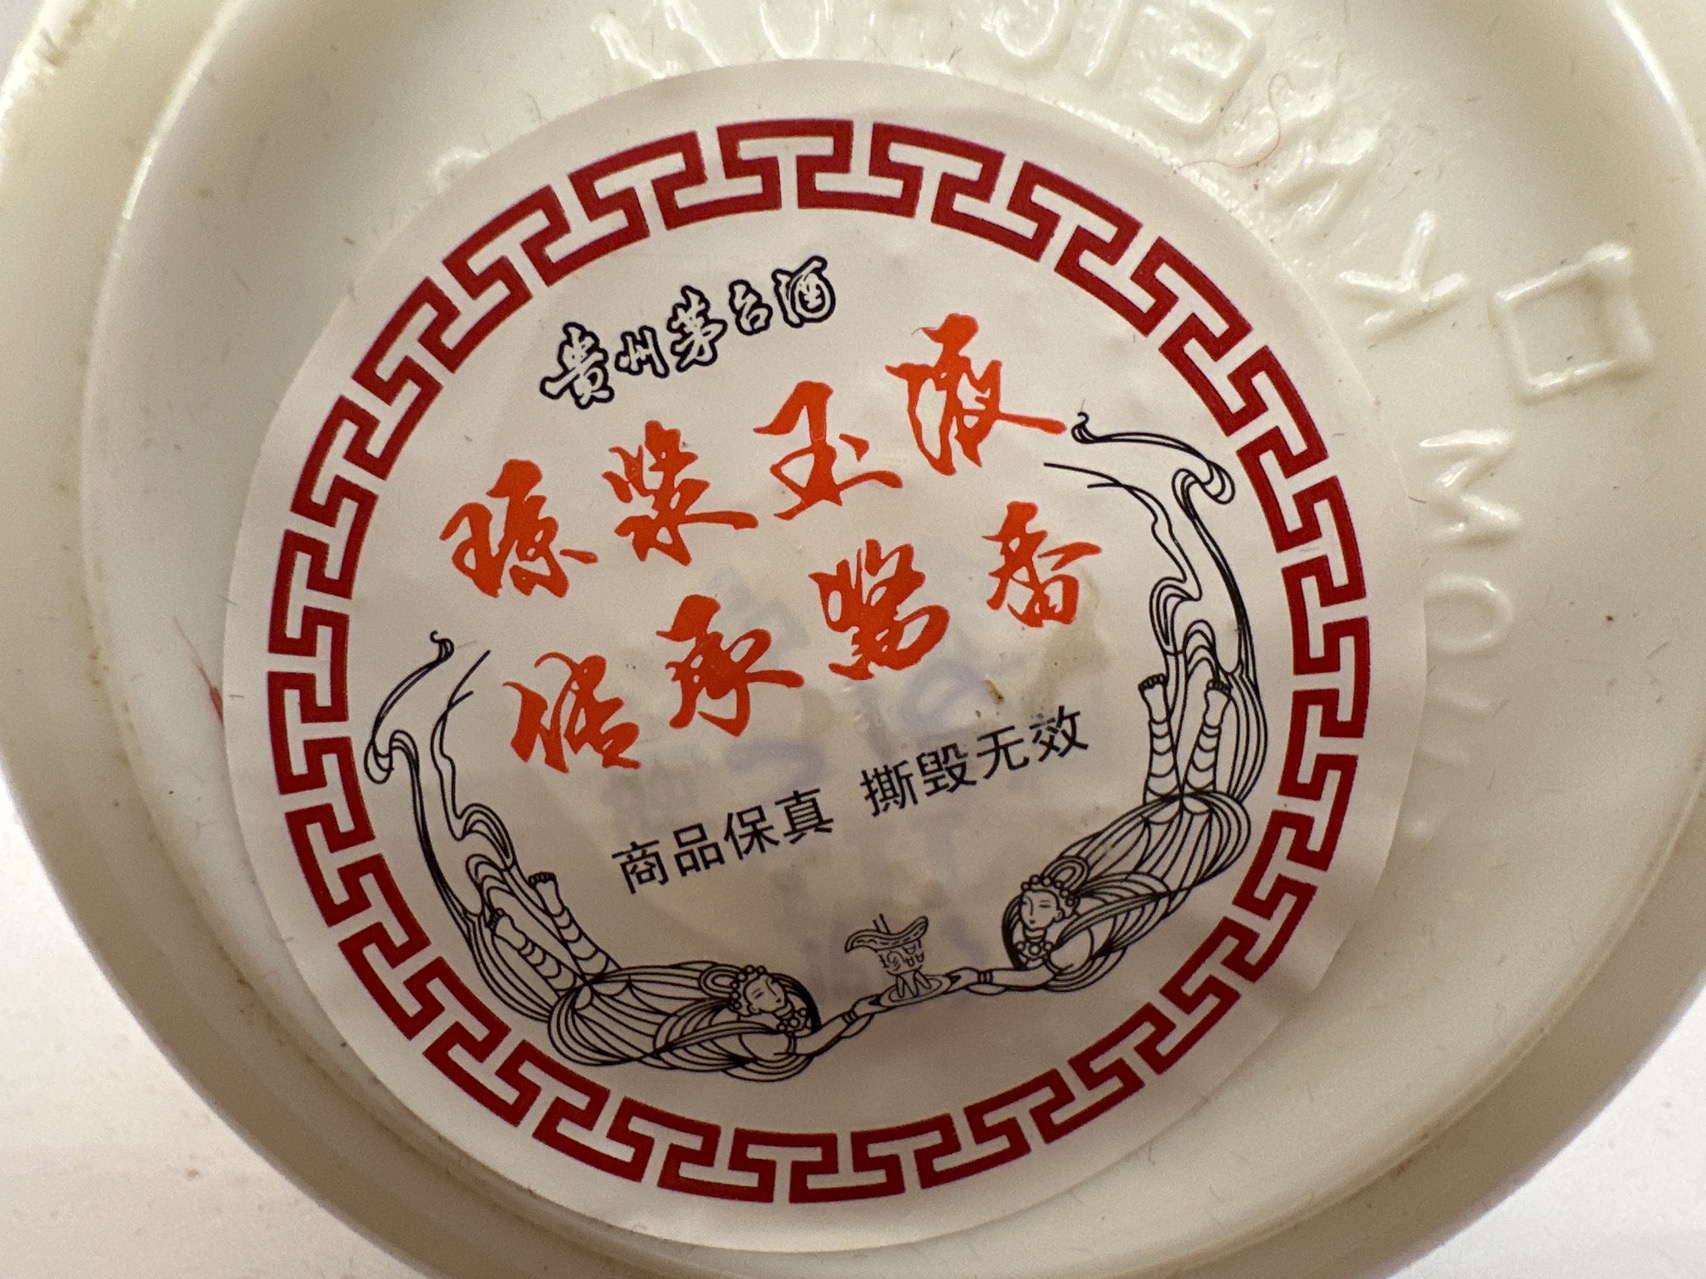 贵州茅台酒
琼浆玉液
传承酱香
商品保真 撕毁无效